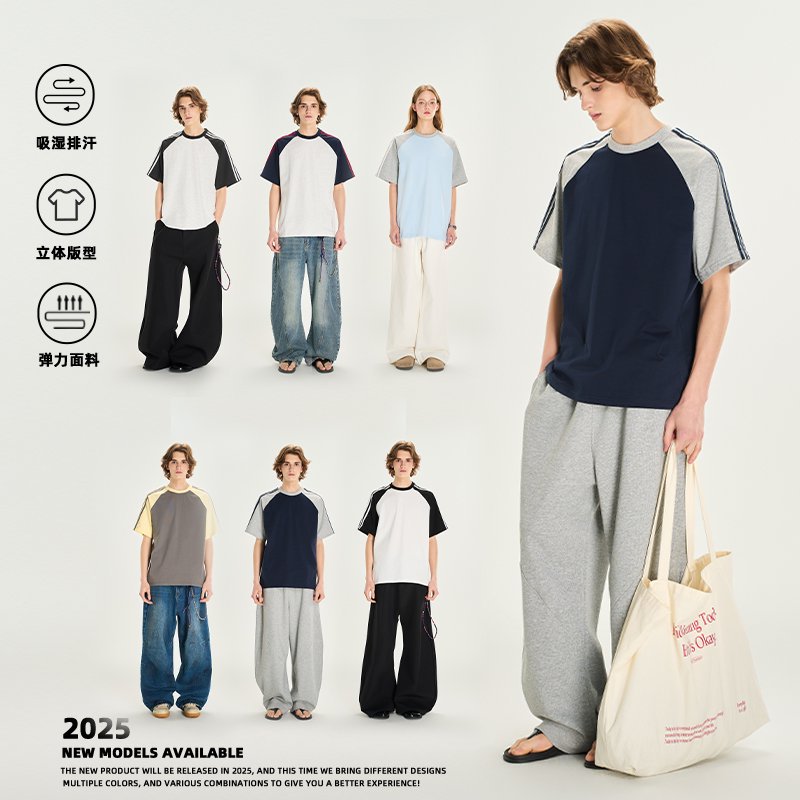 吸湿排汗
立体版型
弹力面料
2025
NEW MODELS AVAILABLE
THE NEW PRODUCT WILL BE RELEASED IN 2025, AND THIS TIME WE BRING DIFFERENT DESIGNS
MULTIPLE COLORS, AND VARIOUS COMBINATIONS TO GIVE YOU A BETTER EXPERIENCE!